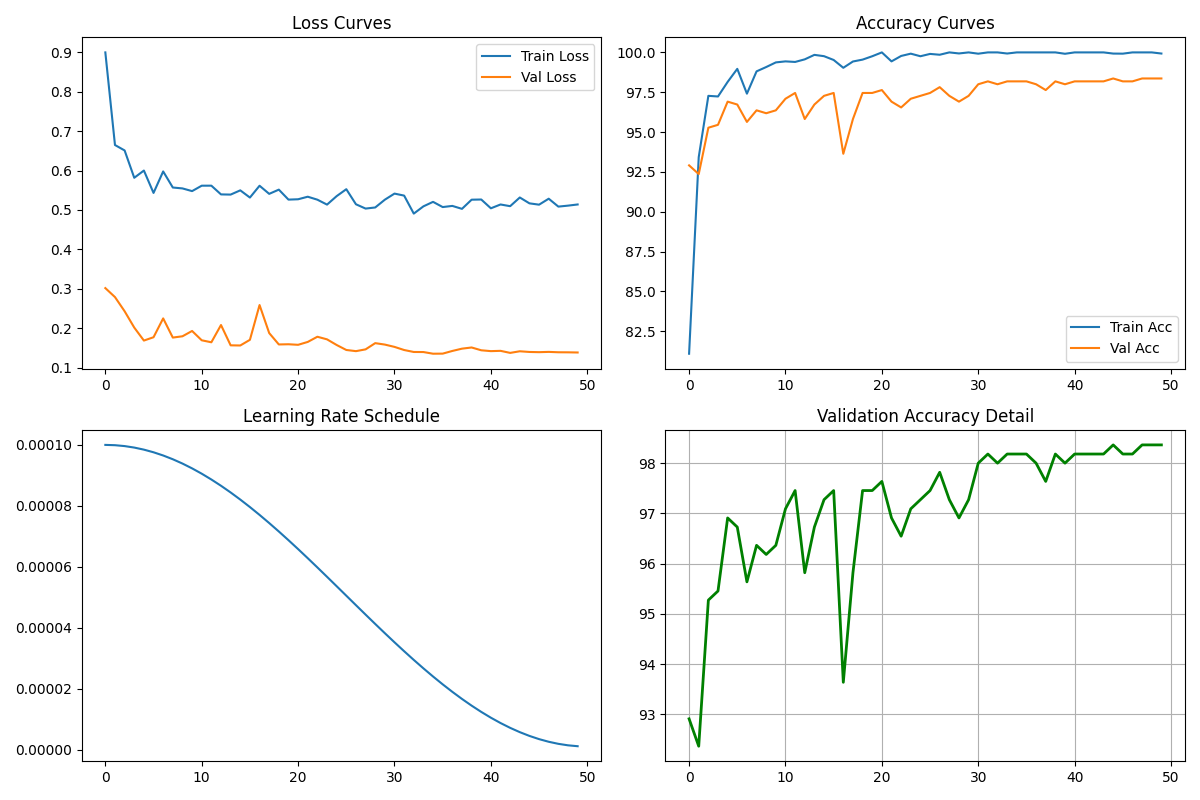 Loss Curves
0.9
0.8
0.7
0.6
0.5
0.4
0.3
0.2
0.1
Train Loss
Val Loss
0 10 20 30 40 50
Accuracy Curves
100.0
97.5
95.0
92.5
90.0
87.5
85.0
82.5
Train Acc
Val Acc
0 10 20 30 40 50
Learning Rate Schedule
0.00010
0.00008
0.00006
0.00004
0.00002
0.00000
0 10 20 30 40 50
Validation Accuracy Detail
98
97
96
95
94
93
0 10 20 30 40 50